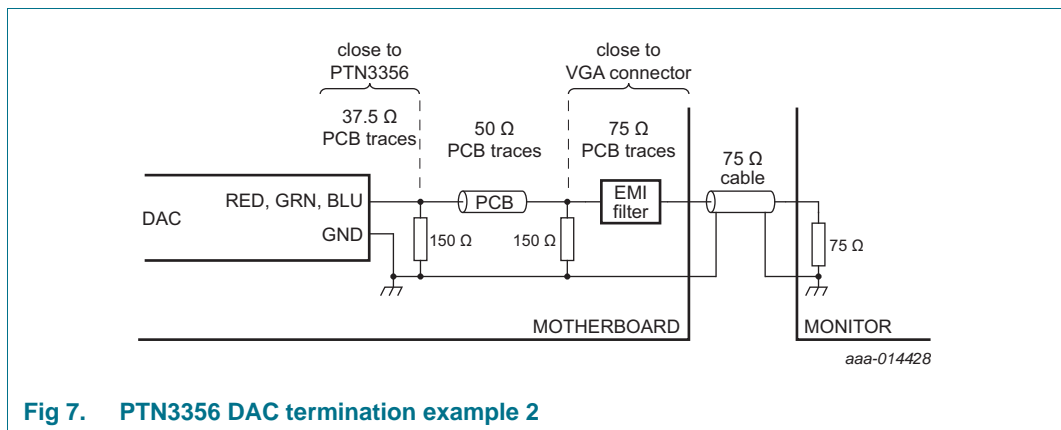 close to
PTN3356
close to
VGA connector
37.5 Ω
PCB traces
50 Ω
PCB traces
75 Ω
PCB traces
75 Ω
cable
DAC
RED, GRN, BLU
GND
PCB
EMI
filter
150 Ω
150 Ω
75 Ω
MOTHERBOARD
MONITOR
aaa-014428
Fig 7. PTN3356 DAC termination example 2